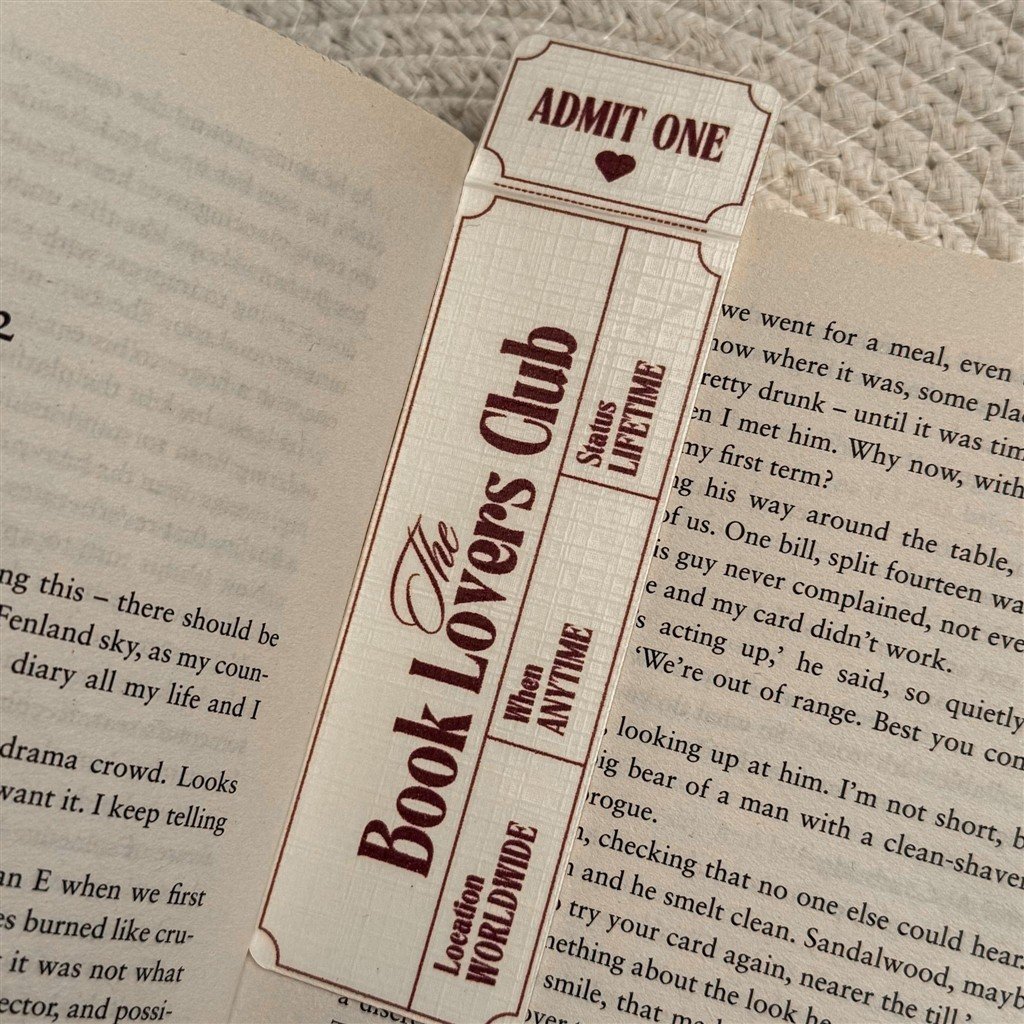 ADMIT ONE
The
Book Lovers Club
Location
WORLDWIDE
When
ANYTIME
Status
LIFETIME
2
ng this – there should be
Fenland sky, as my coun-
diary all my life and I
drama crowd. Looks
want it. I keep telling
an E when we first
es burned like cru-
it was not what
ector, and possi-
we went for a meal, even
now where it was, some plac
retty drunk – until it was tim
en I met him. Why now, with
my first term?
ng his way around the table,
of us. One bill, split fourteen wa
is guy never complained, not eve
e and my card didn't work.
s acting up,' he said, so quietly
'We're out of range. Best you com
, looking up at him. I'm not short, b
ig bear of a man with a clean-shaven
rogue.
n, checking that no one else could hear.
n and he smelt clean. Sandalwood, mayb
o try your card again, nearer the till.'
nething about the look he
smile, that ma